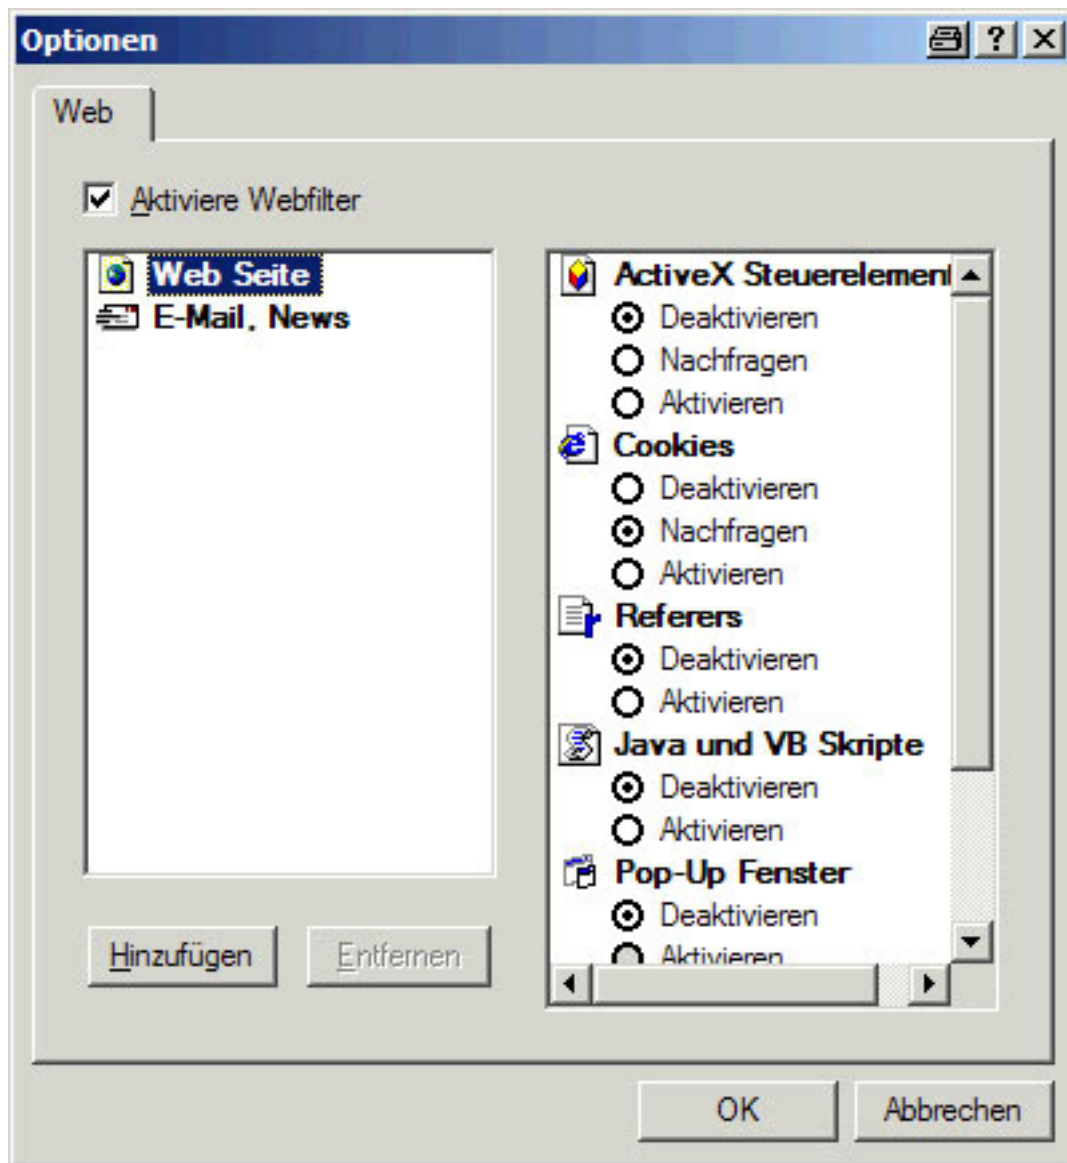 Optionen
Web
Aktiviere Webfilter
Web Seite
E-Mail, News
Hinzufügen
Entfernen
ActiveX Steuerelement
Deaktivieren
Nachfragen
Aktivieren
Cookies
Deaktivieren
Nachfragen
Aktivieren
Referers
Deaktivieren
Aktivieren
Java und VB Skripte
Deaktivieren
Aktivieren
Pop-Up Fenster
Deaktivieren
Aktivieren
OK
Abbrechen